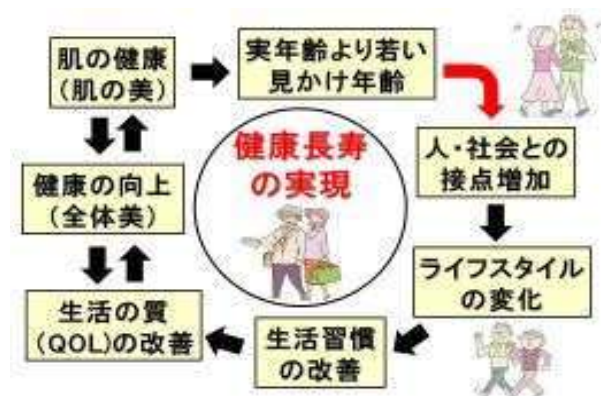 肌の健康
(肌の美)
実年齢より若い
見かけ年齢
人・社会との
接点増加
ライフスタイル
の変化
生活習慣
の改善
生活の質
(QOL)の改善
健康の向上
(全体美)
健康長寿
の実現